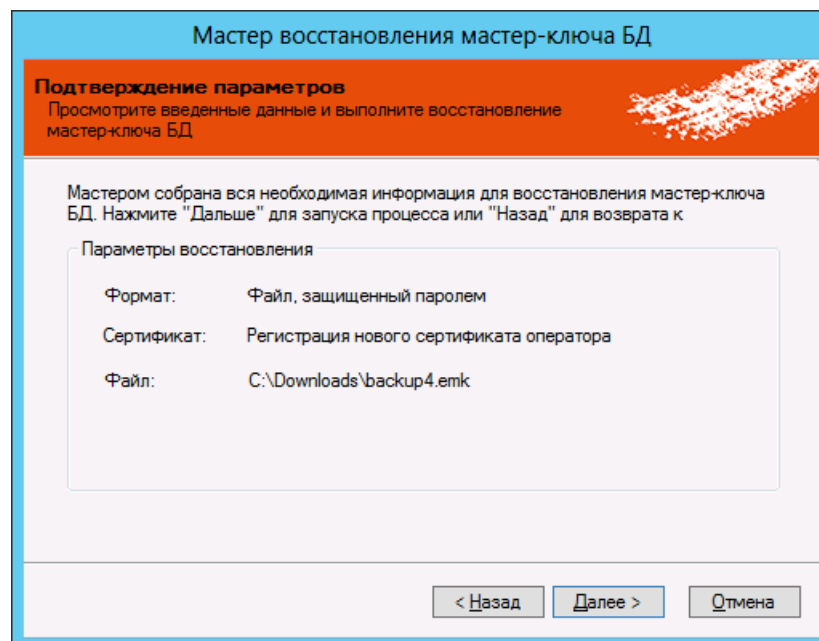 Мастер восстановления мастер-ключа БД
Подтверждение параметров
Просмотрите введенные данные и выполните восстановление
мастер-ключа БД
Мастером собрана вся необходимая информация для восстановления мастер-ключа
БД. Нажмите "Дальше" для запуска процесса или "Назад" для возврата к
Параметры восстановления
Формат: Файл, защищенный паролем
Сертификат: Регистрация нового сертификата оператора
Файл: C:\Downloads\backup4.emk
< Назад Далее > Отмена